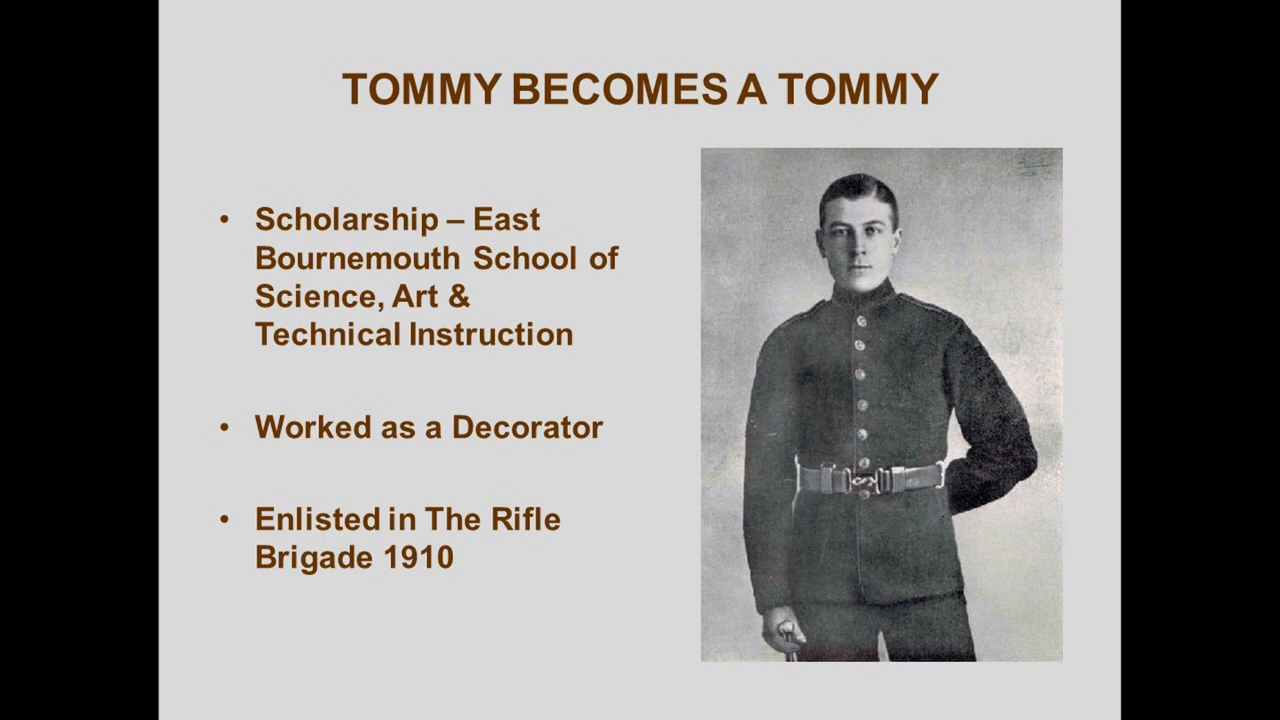 TOMMY BECOMES A TOMMY
• Scholarship – East
Bournemouth School of
Science, Art &
Technical Instruction
• Worked as a Decorator
• Enlisted in The Rifle
Brigade 1910